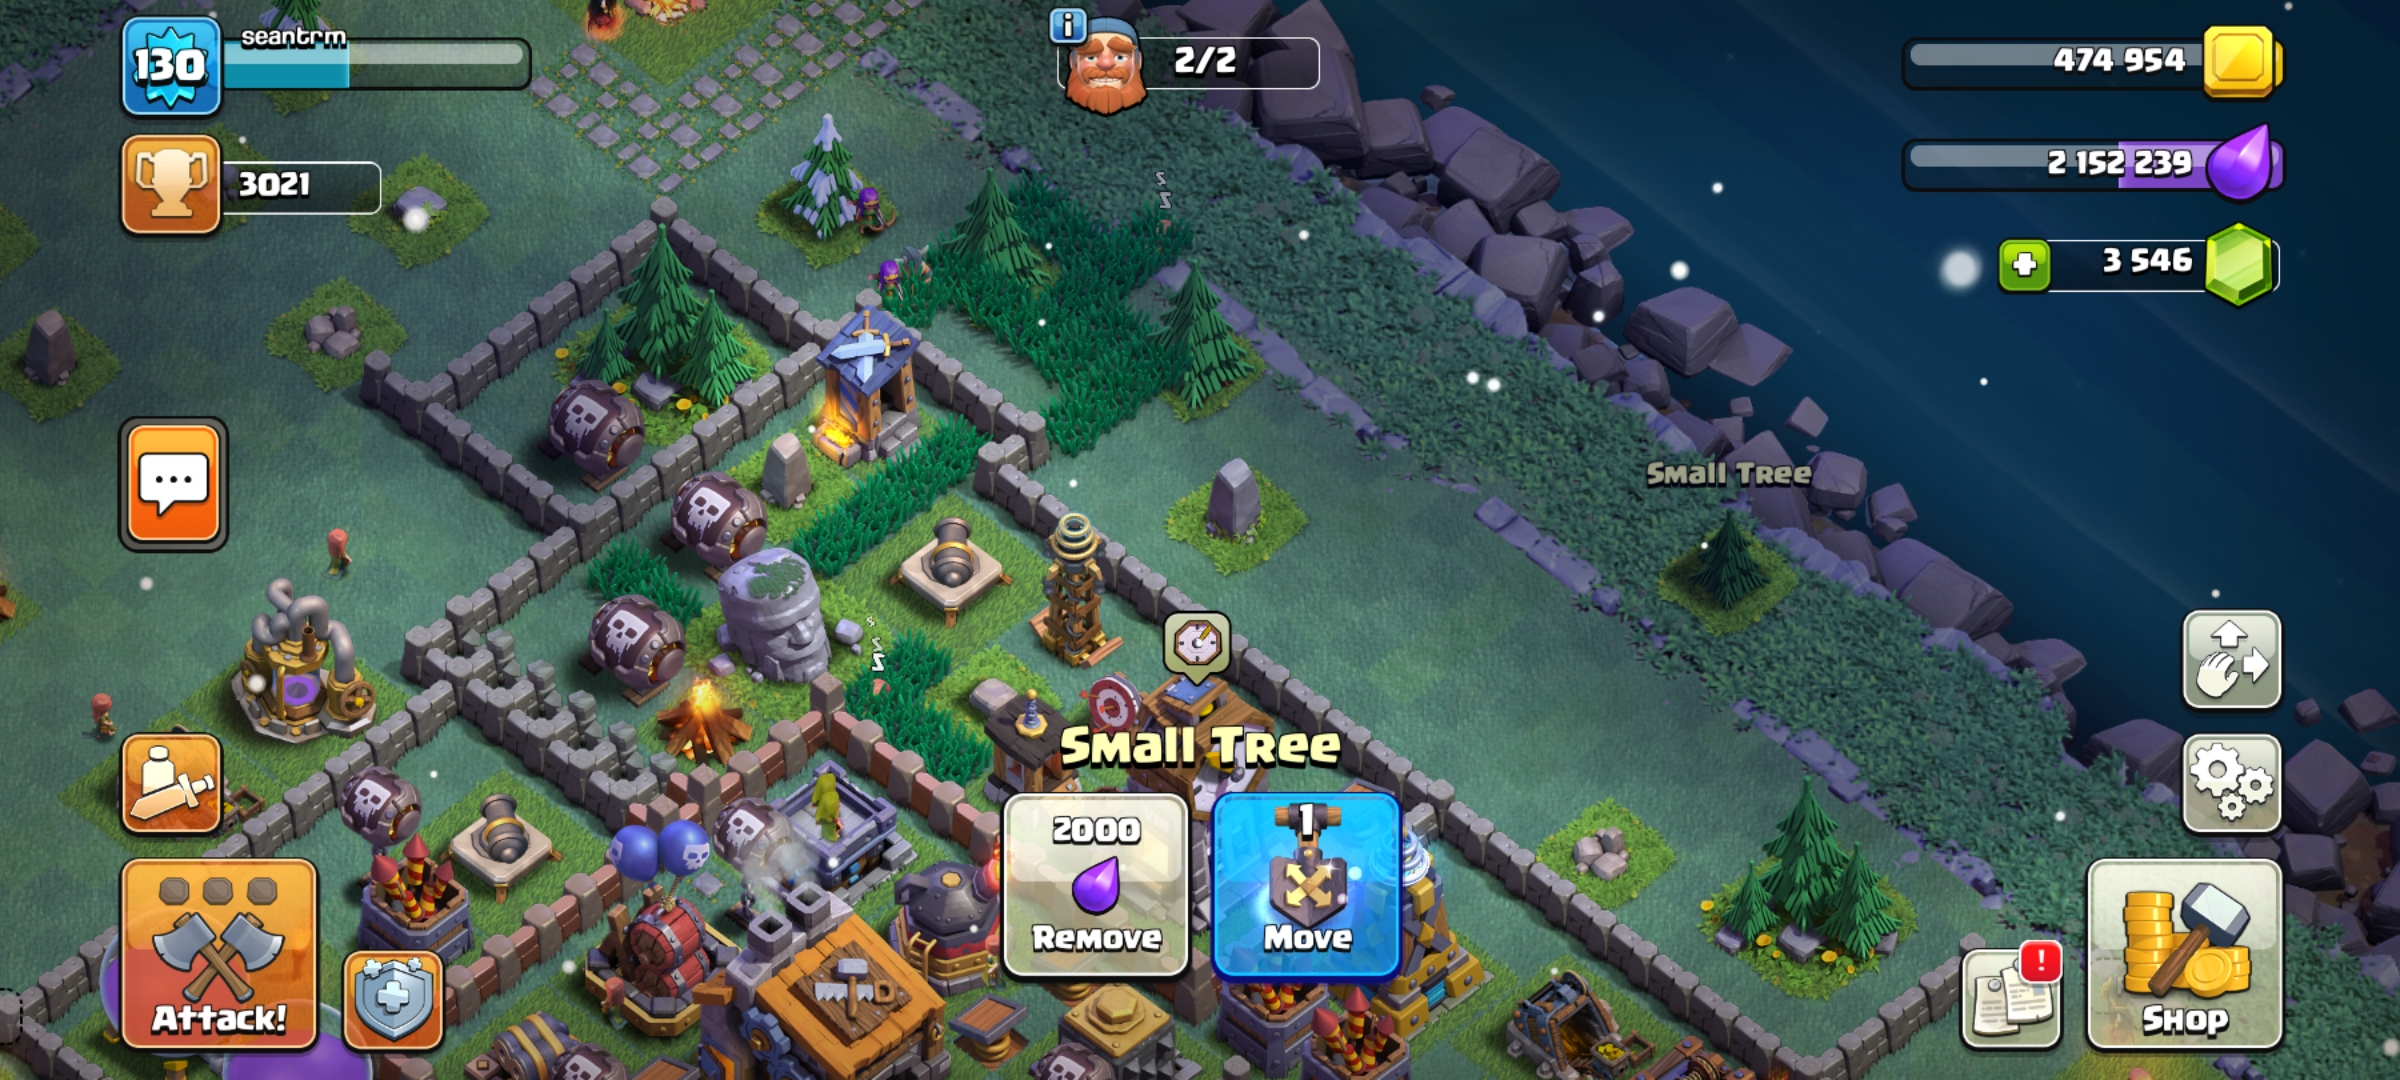 130
seantrm
i
2/2
474 954
3021
2 152 239
3 546
Small Tree
Small Tree
2000
Remove
1
Move
Attack!
!
Shop
z
z
z
z
z